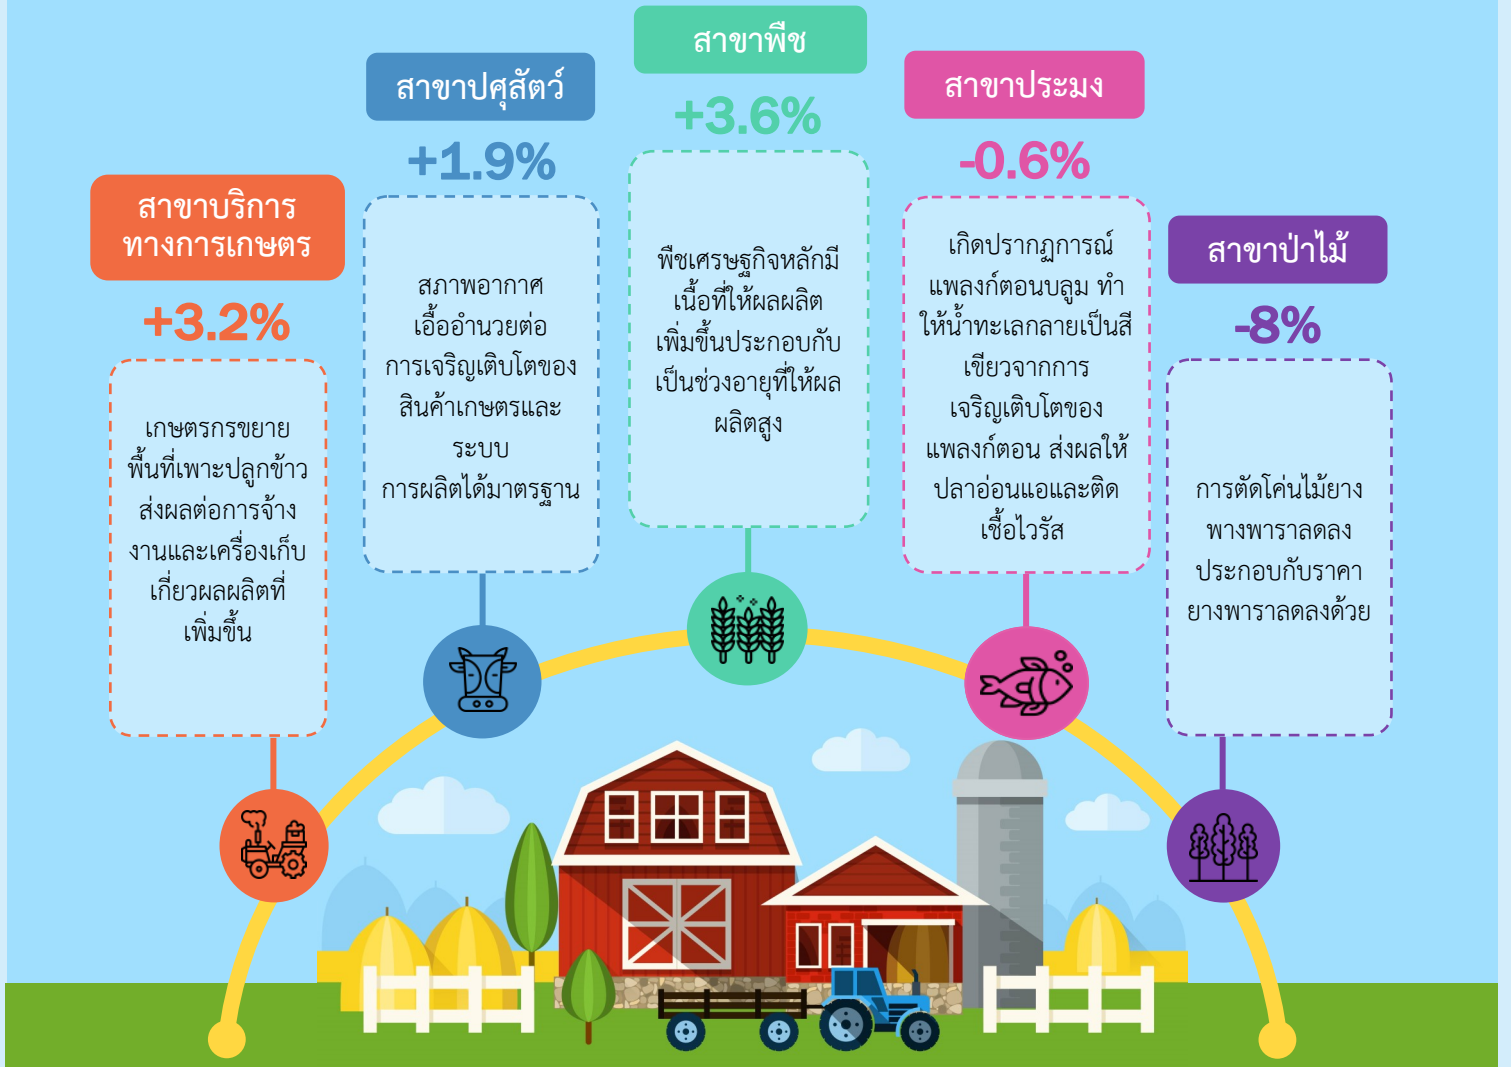 สาขาบริการ
ทางการเกษตร
+3.2%
เกษตรกรขยาย
พื้นที่เพาะปลูกข้าว
ส่งผลต่อการจ้าง
งานและเครื่องเก็บ
เกี่ยวผลผลิตที่
เพิ่มขึ้น
สาขาปศุสัตว์
+1.9%
สภาพอากาศ
เอื้ออำนวยต่อ
การเจริญเติบโตของ
สินค้าเกษตรและ
ระบบ
การผลิตได้มาตรฐาน
สาขาพืช
+3.6%
พืชเศรษฐกิจหลักมี
เนื้อที่ให้ผลผลิต
เพิ่มขึ้นประกอบกับ
เป็นช่วงอายุที่ให้ผล
ผลิตสูง
สาขาประมง
-0.6%
เกิดปรากฏการณ์
แพลงก์ตอนบลูม ทำ
ให้น้ำทะเลกลายเป็นสี
เขียวจากการ
เจริญเติบโตของ
แพลงก์ตอน ส่งผลให้
ปลาอ่อนแอและติด
เชื้อไวรัส
สาขาป่าไม้
-8%
การตัดโค่นไม้ยาง
พางพาราลดลง
ประกอบกับราคา
ยางพาราลดลงด้วย